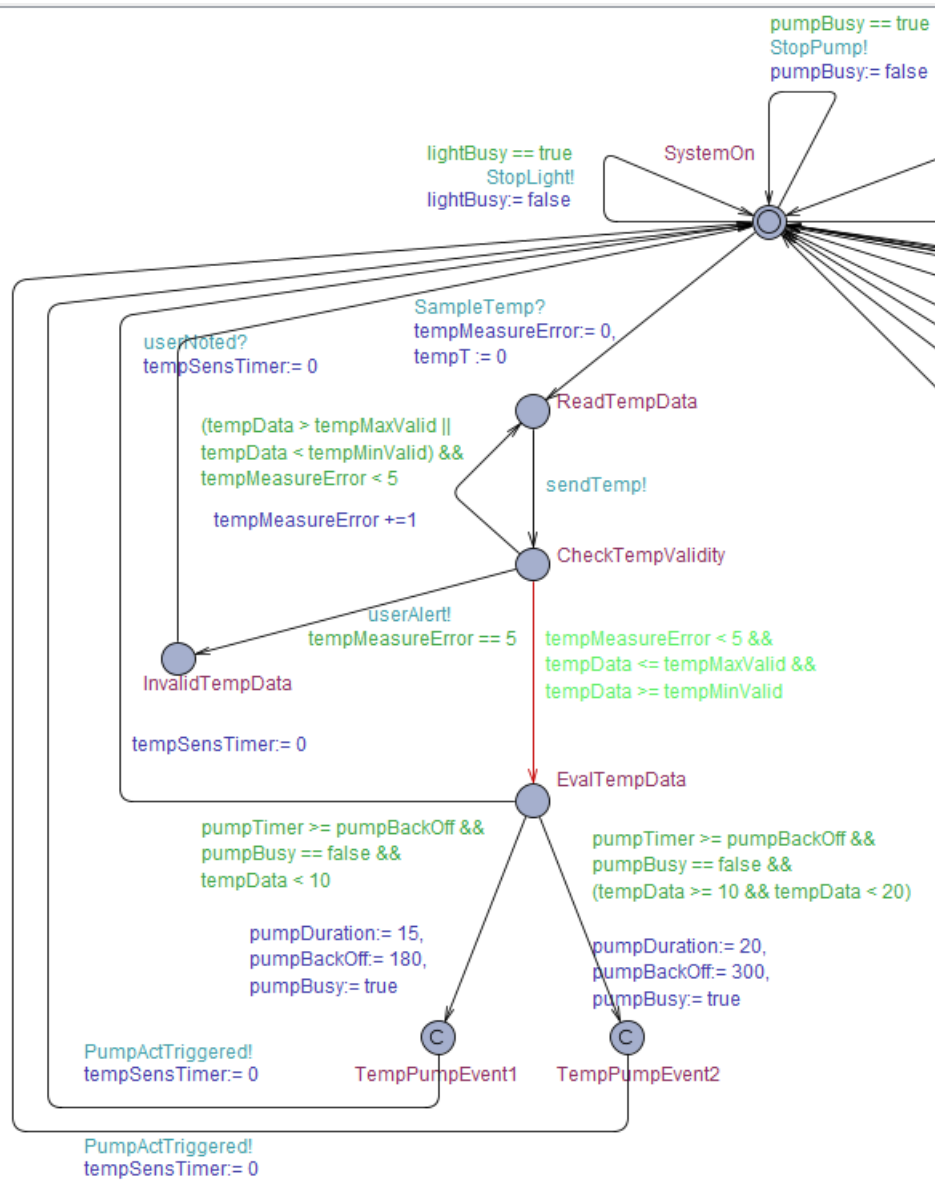 pumpBusy == true
StopPump!
pumpBusy:= false
lightBusy == true
StopLight!
lightBusy:= false
SystemOn
userNoted?
tempSensTimer:= 0
SampleTemp?
tempMeasureError:= 0,
tempT := 0
ReadTempData
(tempData > tempMaxValid ||
tempData < tempMinValid) &&
tempMeasureError < 5
tempMeasureError +=1
sendTemp!
CheckTempValidity
userAlert!
tempMeasureError == 5
tempMeasureError < 5 &&
tempData <= tempMaxValid &&
tempData >= tempMinValid
InvalidTempData
tempSensTimer:= 0
EvalTempData
pumpTimer >= pumpBackOff &&
pumpBusy == false &&
tempData < 10
pumpTimer >= pumpBackOff &&
pumpBusy == false &&
(tempData >= 10 && tempData < 20)
pumpDuration:= 15,
pumpBackOff:= 180,
pumpBusy:= true
pumpDuration:= 20,
pumpBackOff:= 300,
pumpBusy:= true
C
C
PumpActTriggered!
tempSensTimer:= 0
TempPumpEvent1
TempPumpEvent2
PumpActTriggered!
tempSensTimer:= 0